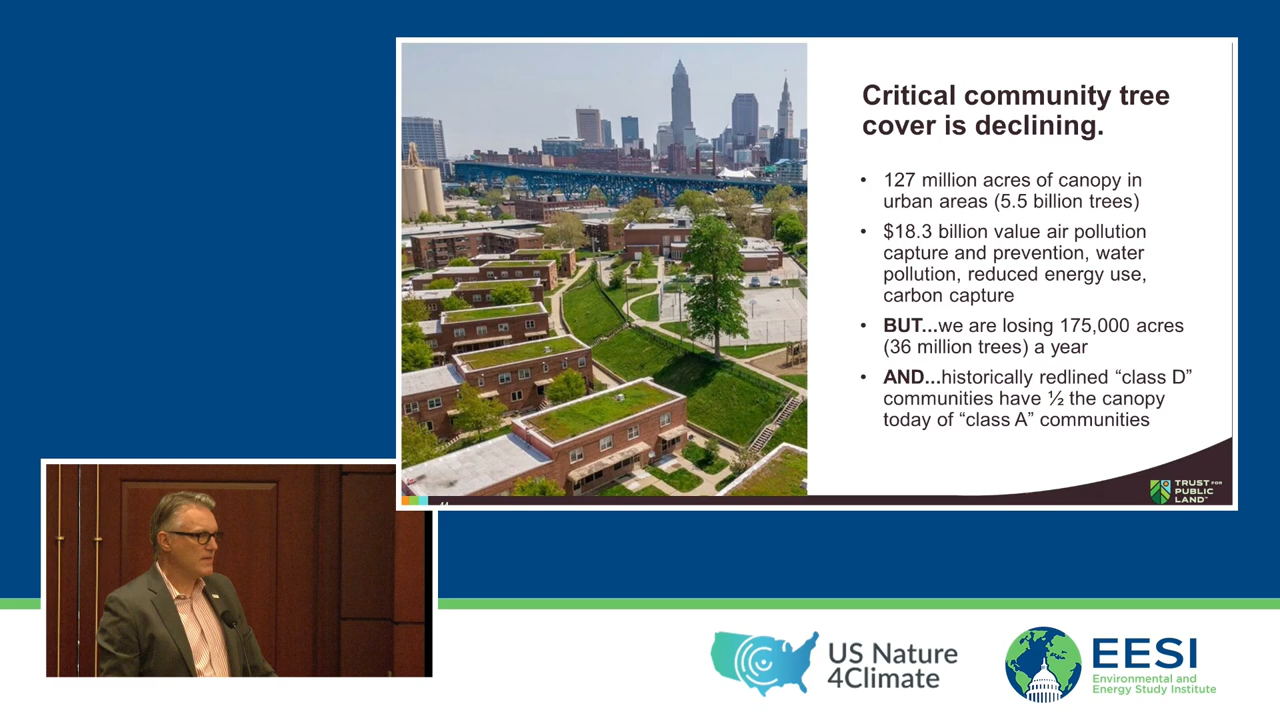 Critical community tree
cover is declining.
• 127 million acres of canopy in
urban areas (5.5 billion trees)
• $18.3 billion value air pollution
capture and prevention, water
pollution, reduced energy use,
carbon capture
• BUT...we are losing 175,000 acres
(36 million trees) a year
• AND...historically redlined “class D”
communities have ½ the canopy
today of “class A” communities
TRUST FOR
PUBLIC
LAND™
US Nature
4Climate
EESI
Environmental and
Energy Study Institute